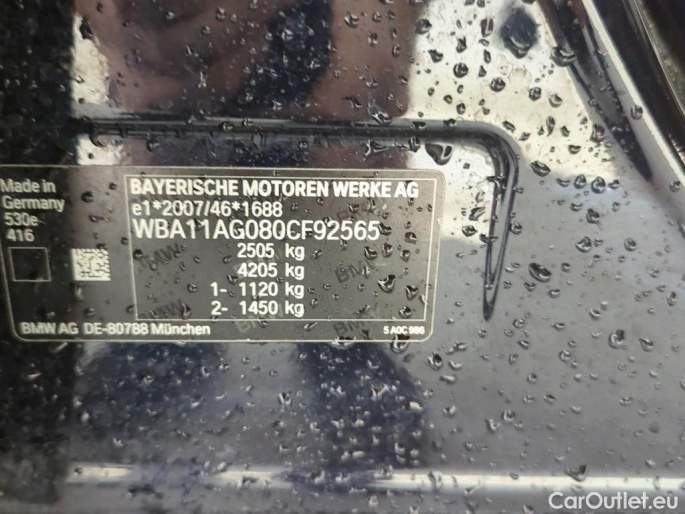 Made in
Germany
530e
416
BAYERISCHE MOTOREN WERKE AG
e1*2007/46*1688
WBA11AG080CF92565
2505 kg
4205 kg
1- 1120 kg
2- 1450 kg
BMW AG DE-80788 München
5 A0C 986
CarOutlet.eu